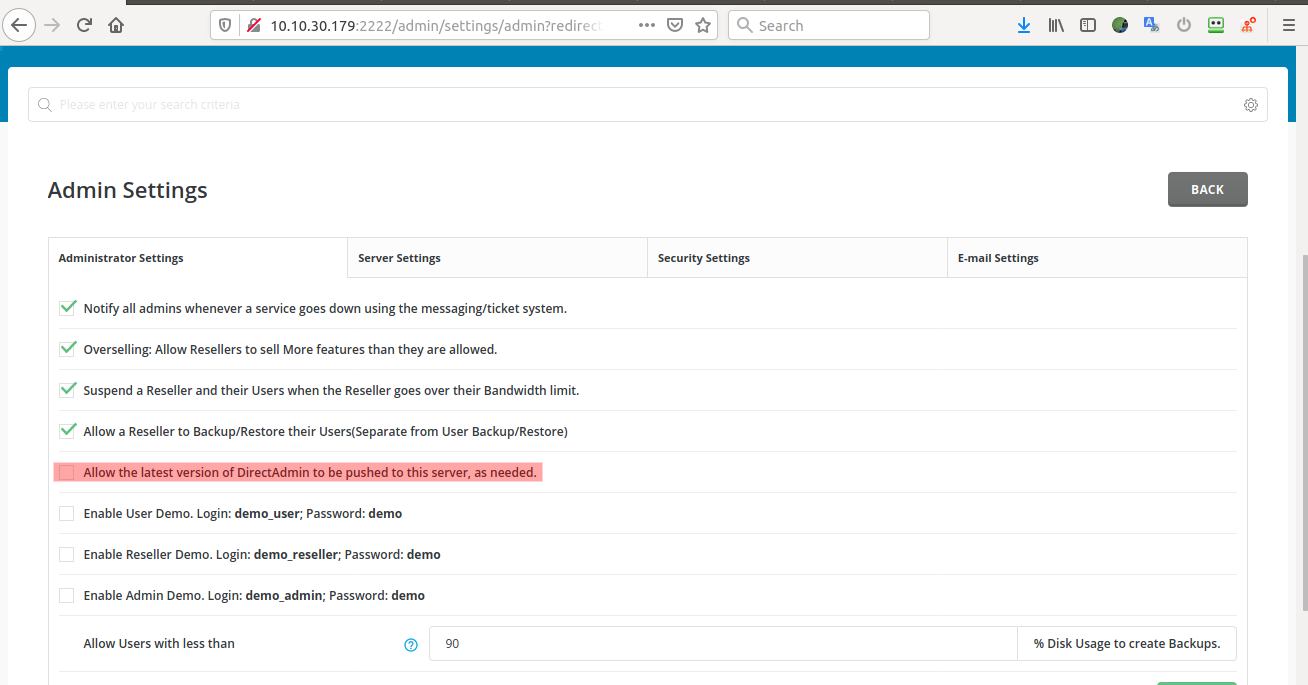 10.10.30.179:2222/admin/settings/admin?redirect
Search
Please enter your search criteria
Admin Settings
BACK
Administrator Settings
Server Settings
Security Settings
E-mail Settings
Notify all admins whenever a service goes down using the messaging/ticket system.
Overselling: Allow Resellers to sell More features than they are allowed.
Suspend a Reseller and their Users when the Reseller goes over their Bandwidth limit.
Allow a Reseller to Backup/Restore their Users(Separate from User Backup/Restore)
Allow the latest version of DirectAdmin to be pushed to this server, as needed.
Enable User Demo. Login: demo_user; Password: demo
Enable Reseller Demo. Login: demo_reseller; Password: demo
Enable Admin Demo. Login: demo_admin; Password: demo
Allow Users with less than ? 90 % Disk Usage to create Backups.